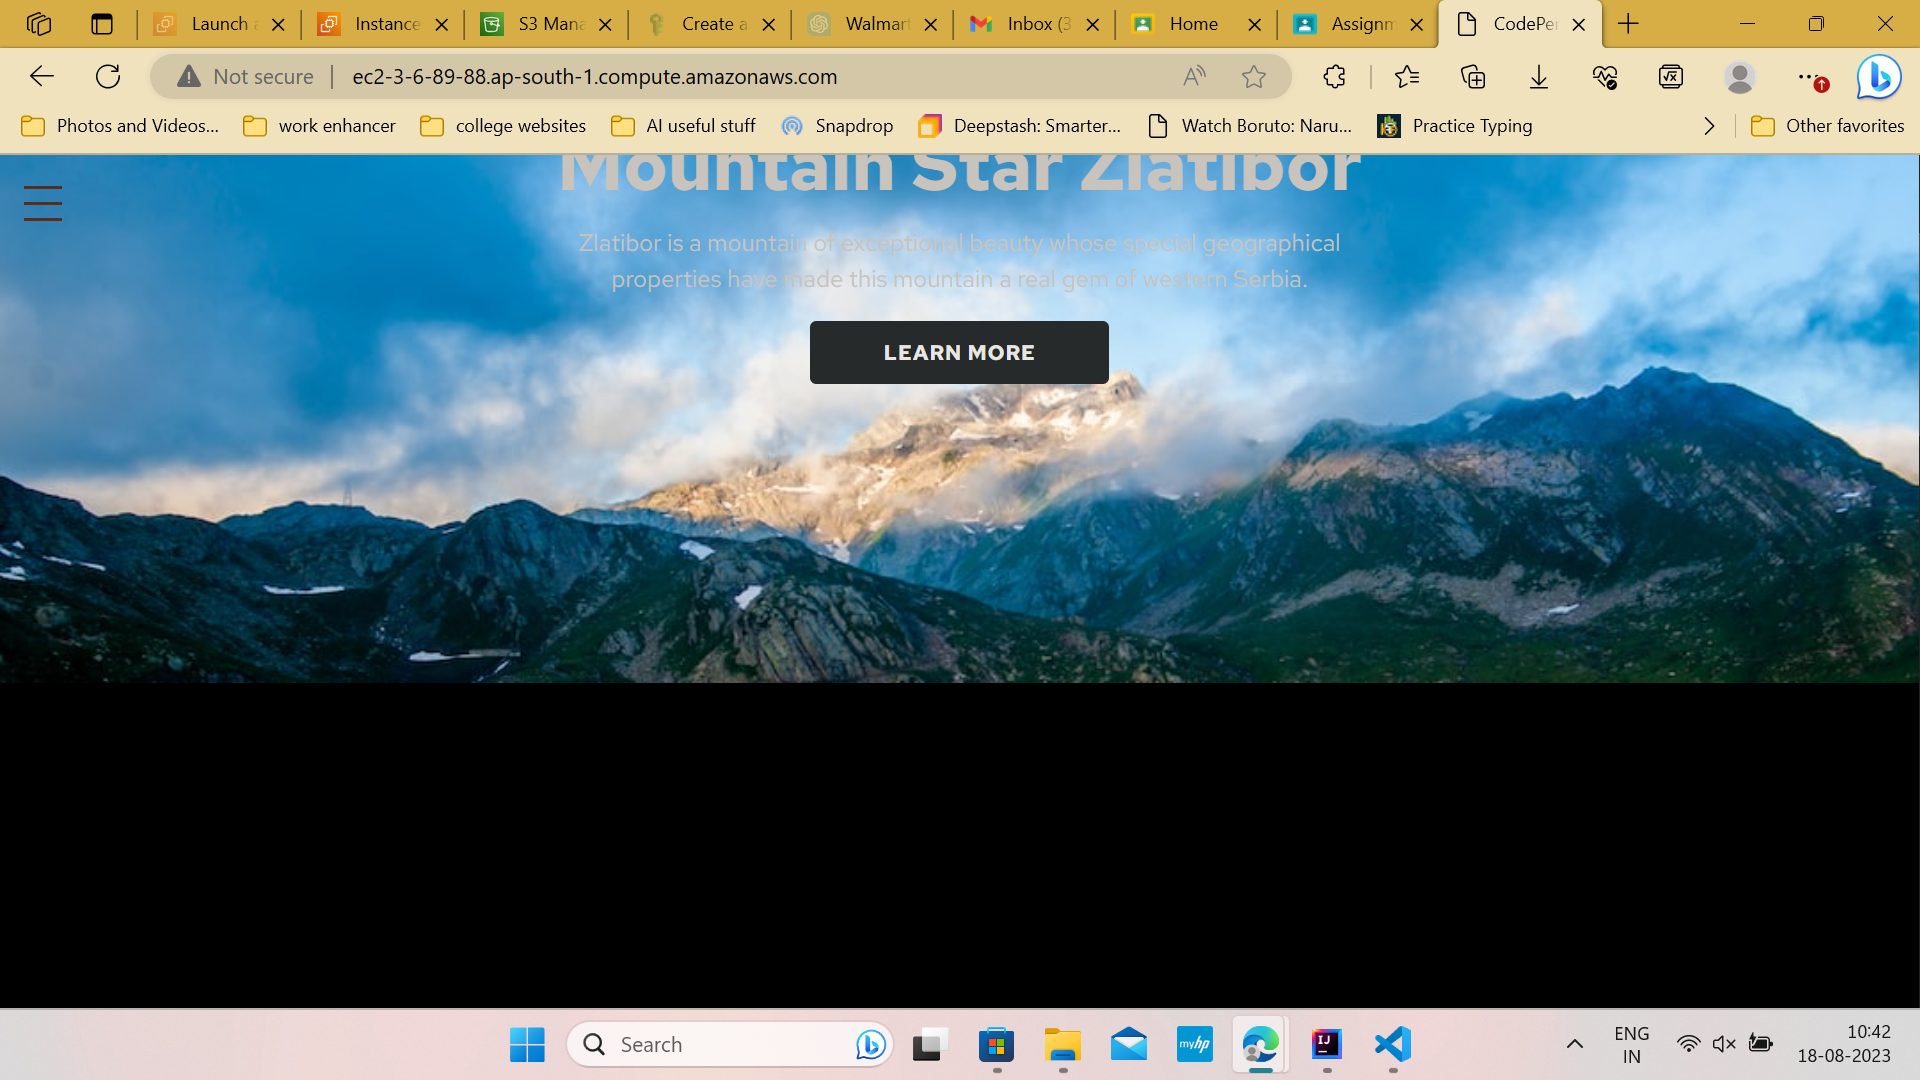 Launch a
Instance
S3 Mana
Create a
Walmart
Inbox (3
Home
Assignm
CodePen
Not secure
ec2-3-6-89-88.ap-south-1.compute.amazonaws.com
Photos and Videos...
work enhancer
college websites
AI useful stuff
Snapdrop
Deepstash: Smarter...
Watch Boruto: Naru...
Practice Typing
Other favorites
Mountain Star Zlatibor
Zlatibor is a mountain of exceptional beauty whose special geographical
properties have made this mountain a real gem of western Serbia.
LEARN MORE
Search
myhp
IJ
ENG
IN
10:42
18-08-2023